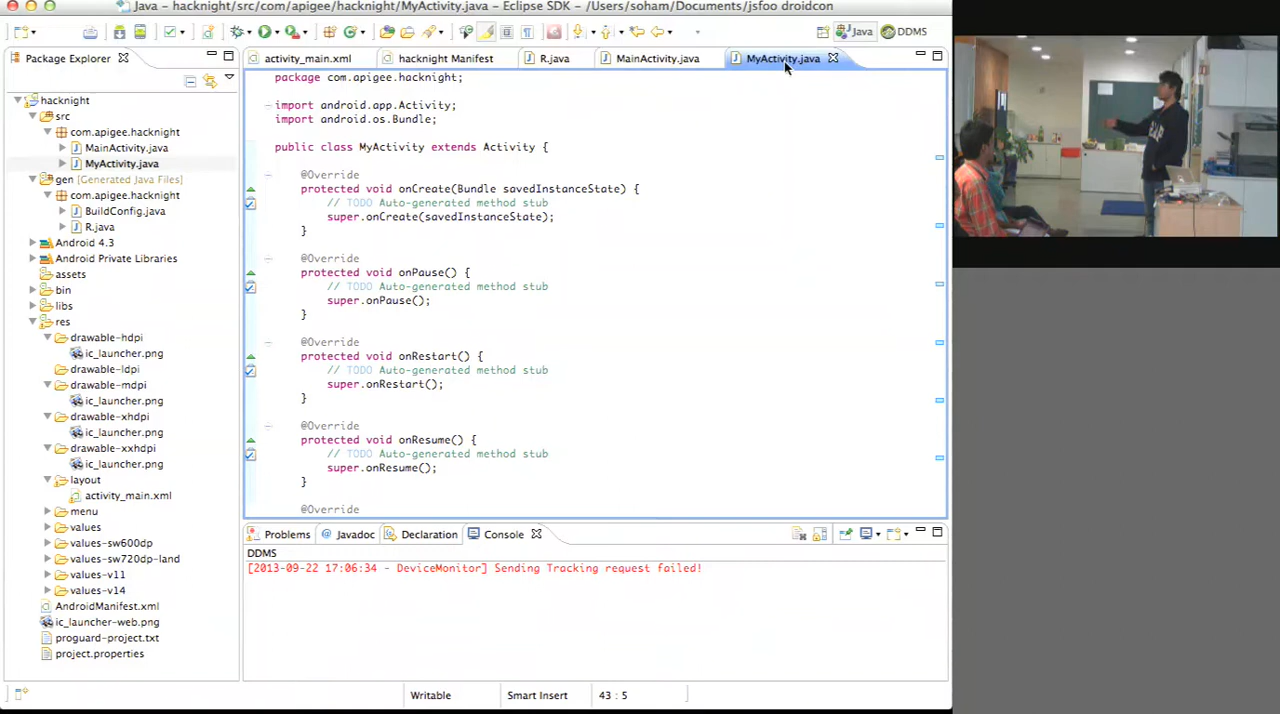 Java - hacknight/src/com/apigee/hacknight/MyActivity.java - Eclipse SDK - /Users/soham/Documents/jsfoo droidcon
Java
DDMS
Package Explorer
activity_main.xml
hacknight Manifest
R.java
MainActivity.java
MyActivity.java
hacknight
src
com.apigee.hacknight
MainActivity.java
MyActivity.java
gen [Generated Java Files]
com.apigee.hacknight
BuildConfig.java
R.java
Android 4.3
Android Private Libraries
assets
bin
libs
res
drawable-hdpi
ic_launcher.png
drawable-ldpi
drawable-mdpi
ic_launcher.png
drawable-xhdpi
ic_launcher.png
drawable-xxhdpi
ic_launcher.png
layout
activity_main.xml
menu
values
values-sw600dp
values-sw720dp-land
values-v11
values-v14
AndroidManifest.xml
ic_launcher-web.png
proguard-project.txt
project.properties
package com.apigee.hacknight;
import android.app.Activity;
import android.os.Bundle;
public class MyActivity extends Activity {
@Override
protected void onCreate(Bundle savedInstanceState) {
// TODO Auto-generated method stub
super.onCreate(savedInstanceState);
}
@Override
protected void onPause() {
// TODO Auto-generated method stub
super.onPause();
}
@Override
protected void onRestart() {
// TODO Auto-generated method stub
super.onRestart();
}
@Override
protected void onResume() {
// TODO Auto-generated method stub
super.onResume();
}
@Override
Problems
@ Javadoc
Declaration
Console
DDMS
[2013-09-22 17:06:34 - DeviceMonitor] Sending Tracking request failed!
Writable
Smart Insert
43 : 5